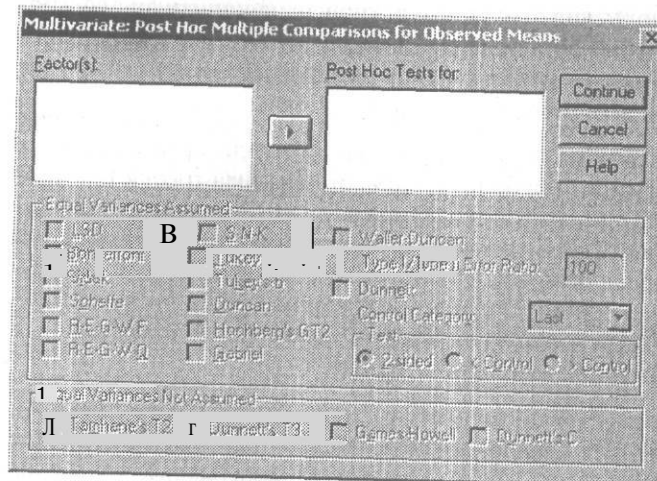 Multivariate: Post Hoc Multiple Comparisons for Observed Means
Factor(s):
Post Hoc Tests for:
Continue
Cancel
Help
Equal Variances Assumed
LSD
В
S-N-K
Waller-Duncan
Tukey
Type I/Type II Error Ratio:
100
Sidak
Tukey's-b
Dunnett
Scheffe
Duncan
Control Category:
Last
R-E-G-W F
Hochberg's GT2
Test
R-E-G-W Q
Gabriel
2-sided
< Control
> Control
1 qual Variances Not Assumed
Л Tamhane's T2
г Dunnett's T3
Games-Howell
Dunnett's C